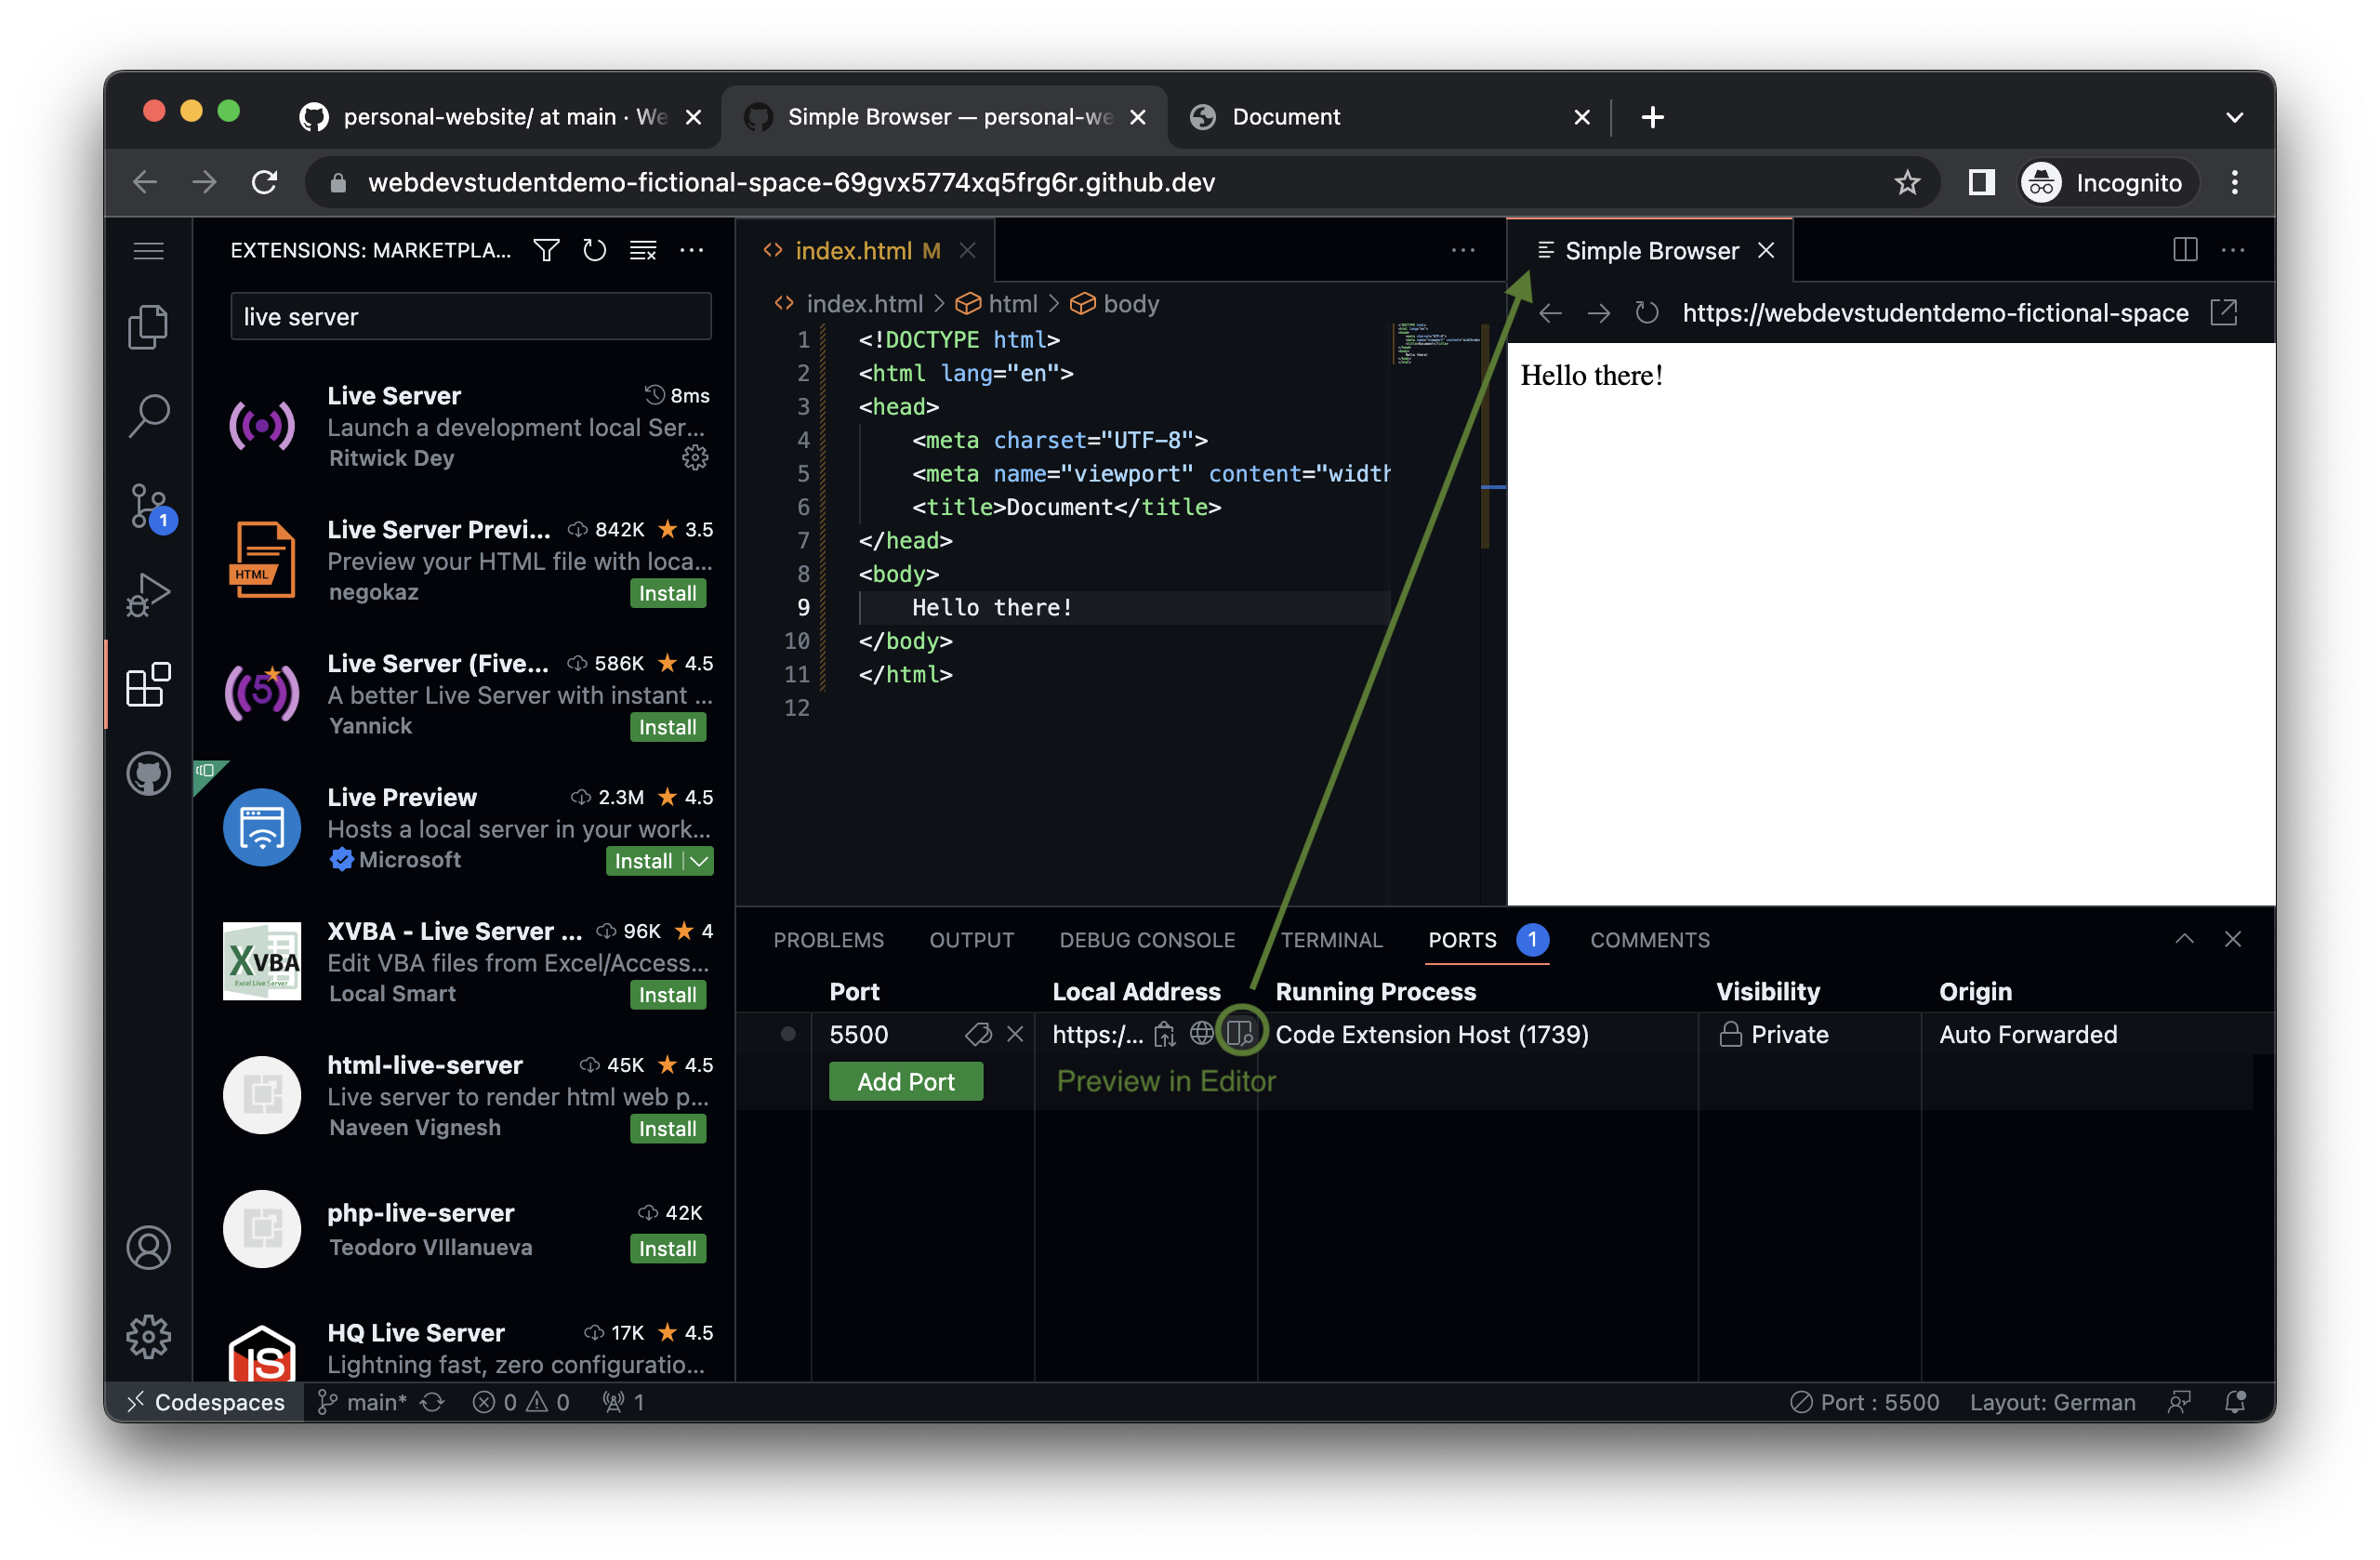 personal-website/ at main · We
Simple Browser — personal-we
Document
webdevstudentdemo-fictional-space-69gvx5774xq5frg6r.github.dev
Incognito
EXTENSIONS: MARKETPLA...
live server
Live Server 8ms
Launch a development local Ser...
Ritwick Dey
Live Server Previ... 842K 3.5
Preview your HTML file with loca...
negokaz Install
HTML
Live Server (Five... 586K 4.5
A better Live Server with instant ...
Yannick Install
5
Live Preview 2.3M 4.5
Hosts a local server in your work...
Microsoft Install
XVBA - Live Server ... 96K 4
Edit VBA files from Excel/Access...
Local Smart Install
XVBA
Excel Live Server
html-live-server 45K 4.5
Live server to render html web p...
Naveen Vignesh Install
php-live-server 42K
Teodoro VIllanueva Install
HQ Live Server 17K 4.5
Lightning fast, zero configuratio...
JS
1
index.html M
index.html > html > body
1 <!DOCTYPE html>
2 <html lang="en">
3 <head>
4 <meta charset="UTF-8">
5 <meta name="viewport" content="width
6 <title>Document</title>
7 </head>
8 <body>
9 Hello there!
10 </body>
11 </html>
12
Simple Browser
https://webdevstudentdemo-fictional-space
Hello there!
PROBLEMS OUTPUT DEBUG CONSOLE TERMINAL PORTS 1 COMMENTS
Port Local Address Running Process Visibility Origin
5500 https:/... Code Extension Host (1739) Private Auto Forwarded
Add Port Preview in Editor
Codespaces main* 0 0 1 Port : 5500 Layout: German